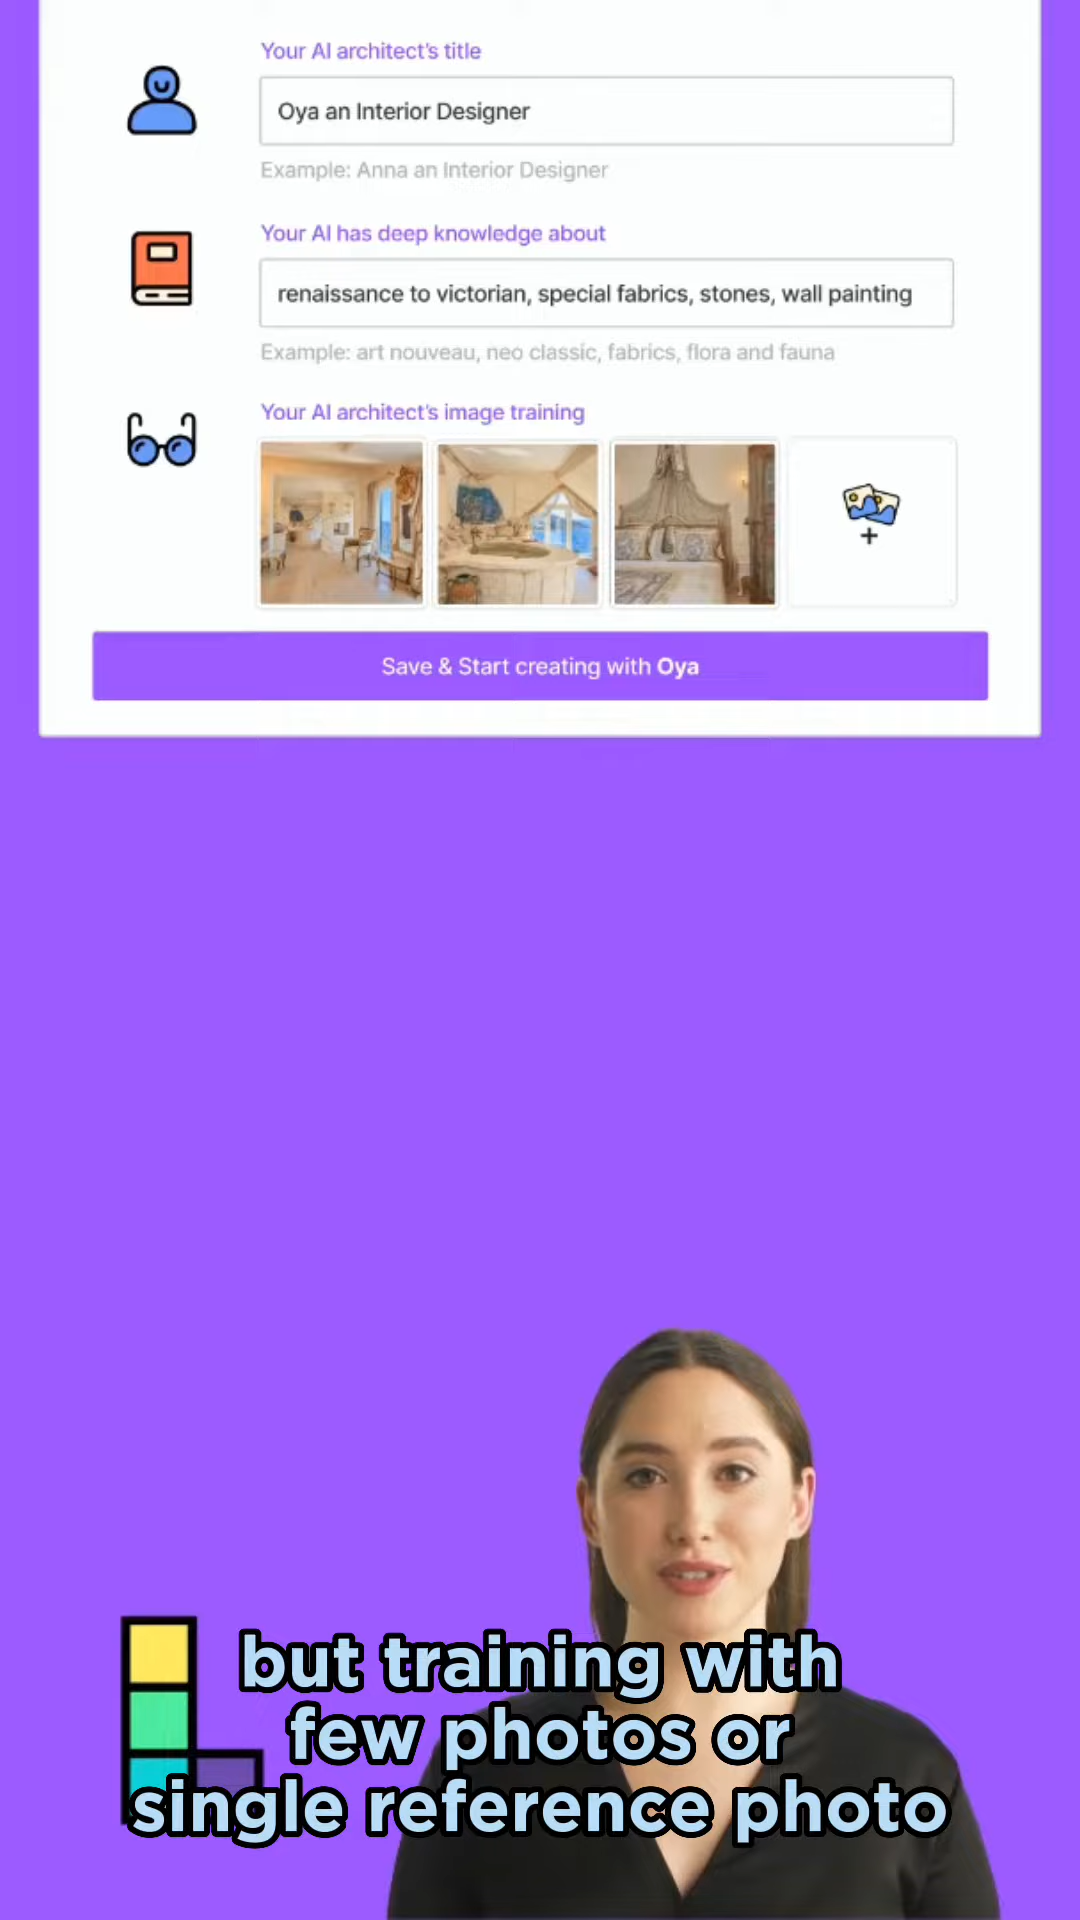 Your AI architect's title
Oya an Interior Designer
Example: Anna an Interior Designer
Your AI has deep knowledge about
renaissance to victorian, special fabrics, stones, wall painting
Example: art nouveau, neo classic, fabrics, flora and fauna
Your AI architect's image training
+
Save & Start creating with Oya
but training with
few photos or
single reference photo